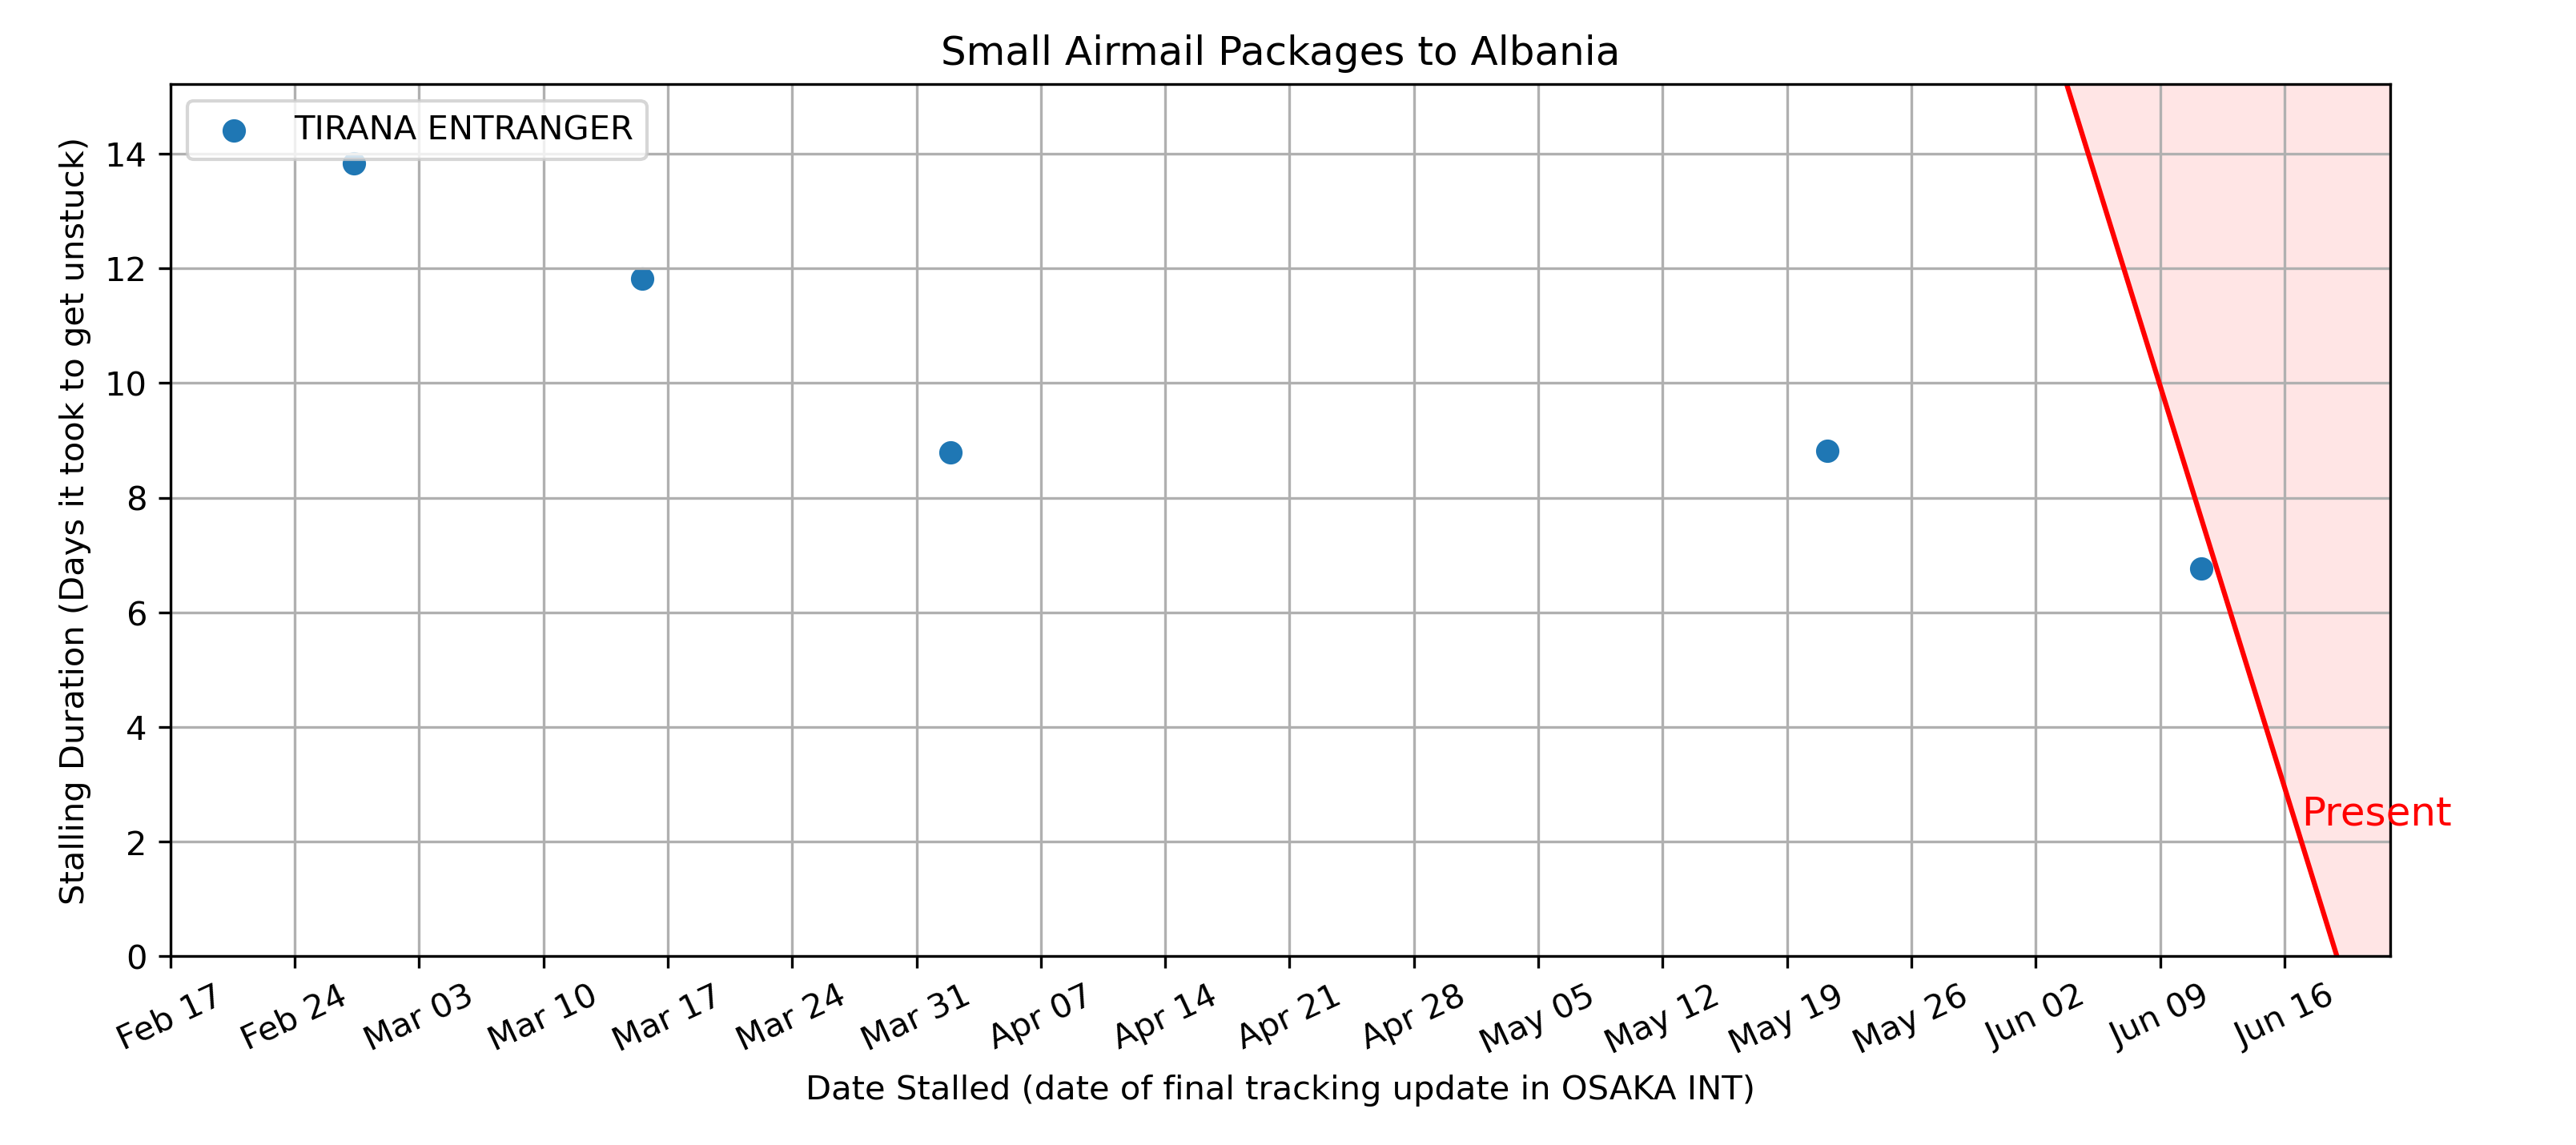 Small Airmail Packages to Albania
TIRANA ENTRANGER
Stalling Duration (Days it took to get unstuck)
14
12
10
8
6
4
2
0
Present
Feb 17
Feb 24
Mar 03
Mar 10
Mar 17
Mar 24
Mar 31
Apr 07
Apr 14
Apr 21
Apr 28
May 05
May 12
May 19
May 26
Jun 02
Jun 09
Jun 16
Date Stalled (date of final tracking update in OSAKA INT)